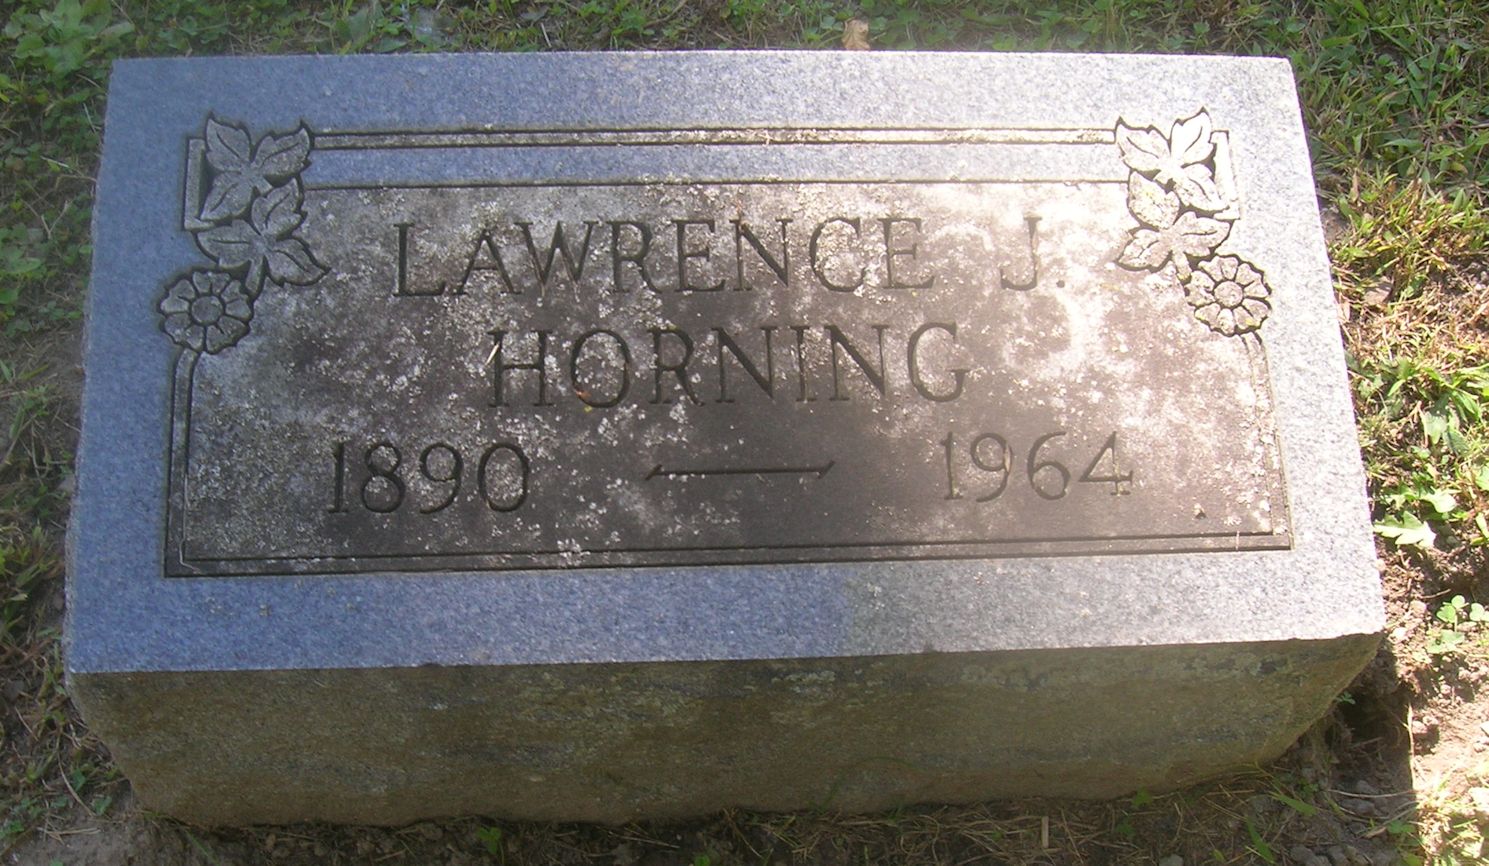 LAWRENCE J.
HORNING
1890 — 1964